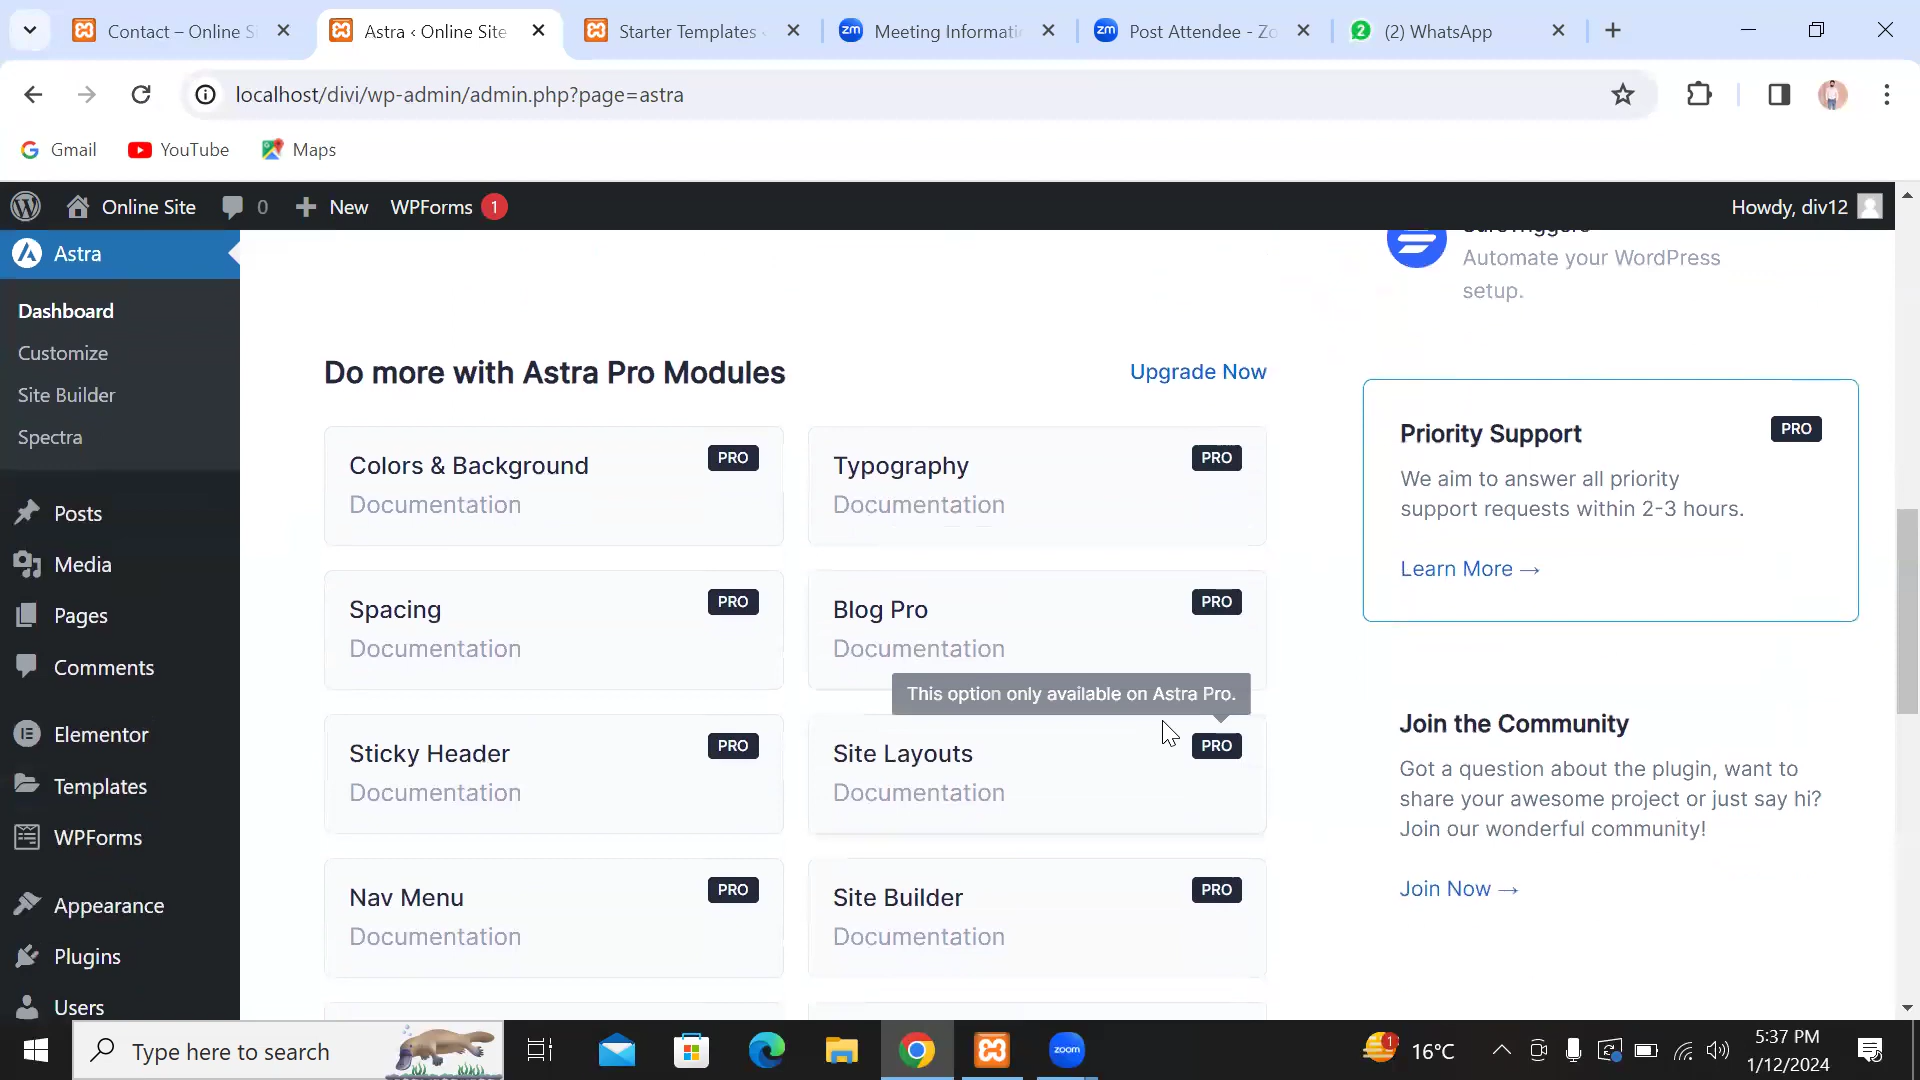 Contact – Online S
Astra ‹ Online Site
Starter Templates ‹
zm
Meeting Informati
zm
Post Attendee - Zo
2
(2) WhatsApp
localhost/divi/wp-admin/admin.php?page=astra
Gmail
YouTube
Maps
Online Site
0
New
WPForms
1
Howdy, div12
Astra
Dashboard
Customize
Site Builder
Spectra
Posts
Media
Pages
Comments
Elementor
Templates
WPForms
Appearance
Plugins
Users
Do more with Astra Pro Modules
Upgrade Now
Colors & Background
PRO
Documentation
Typography
PRO
Documentation
Spacing
PRO
Documentation
Blog Pro
PRO
Documentation
This option only available on Astra Pro.
Sticky Header
PRO
Documentation
Site Layouts
PRO
Documentation
Nav Menu
PRO
Documentation
Site Builder
PRO
Documentation
SureTriggers
Automate your WordPress
setup.
Priority Support
PRO
We aim to answer all priority
support requests within 2-3 hours.
Learn More →
Join the Community
Got a question about the plugin, want to
share your awesome project or just say hi?
Join our wonderful community!
Join Now →
Type here to search
zoom
1
16°C
5:37 PM
1/12/2024